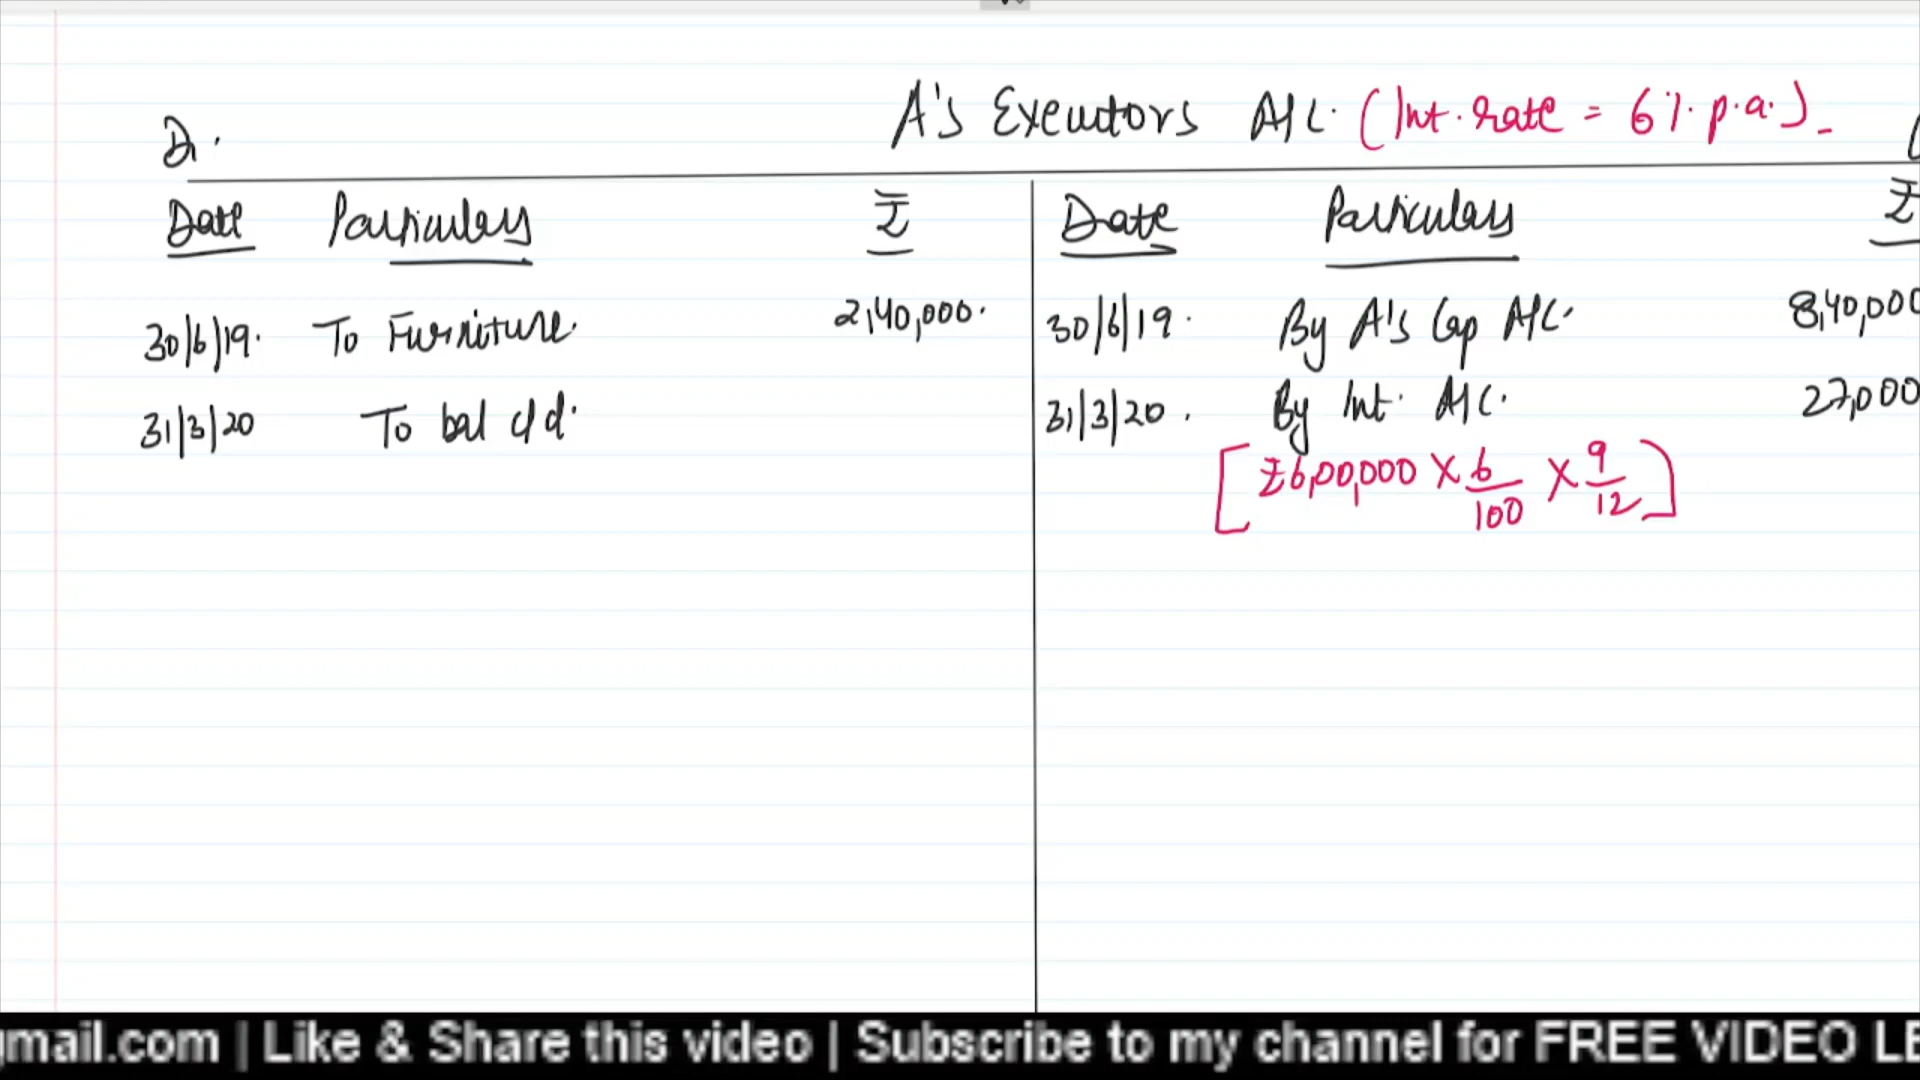 A's Executors A/C. (Int. rate = 6%. p.a.)
Dr.
Date Particulars ₹ Date Particulars ₹
30/6/19. To Furniture. 2,40,000. 30/6/19. By A's Cap A/C. 8,40,000
31/3/20 To bal c/d. 31/3/20. By Int. A/C. 27,000
[₹6,00,000 X 6/100 X 9/12]
gmail.com | Like & Share this video | Subscribe to my channel for FREE VIDEO LE